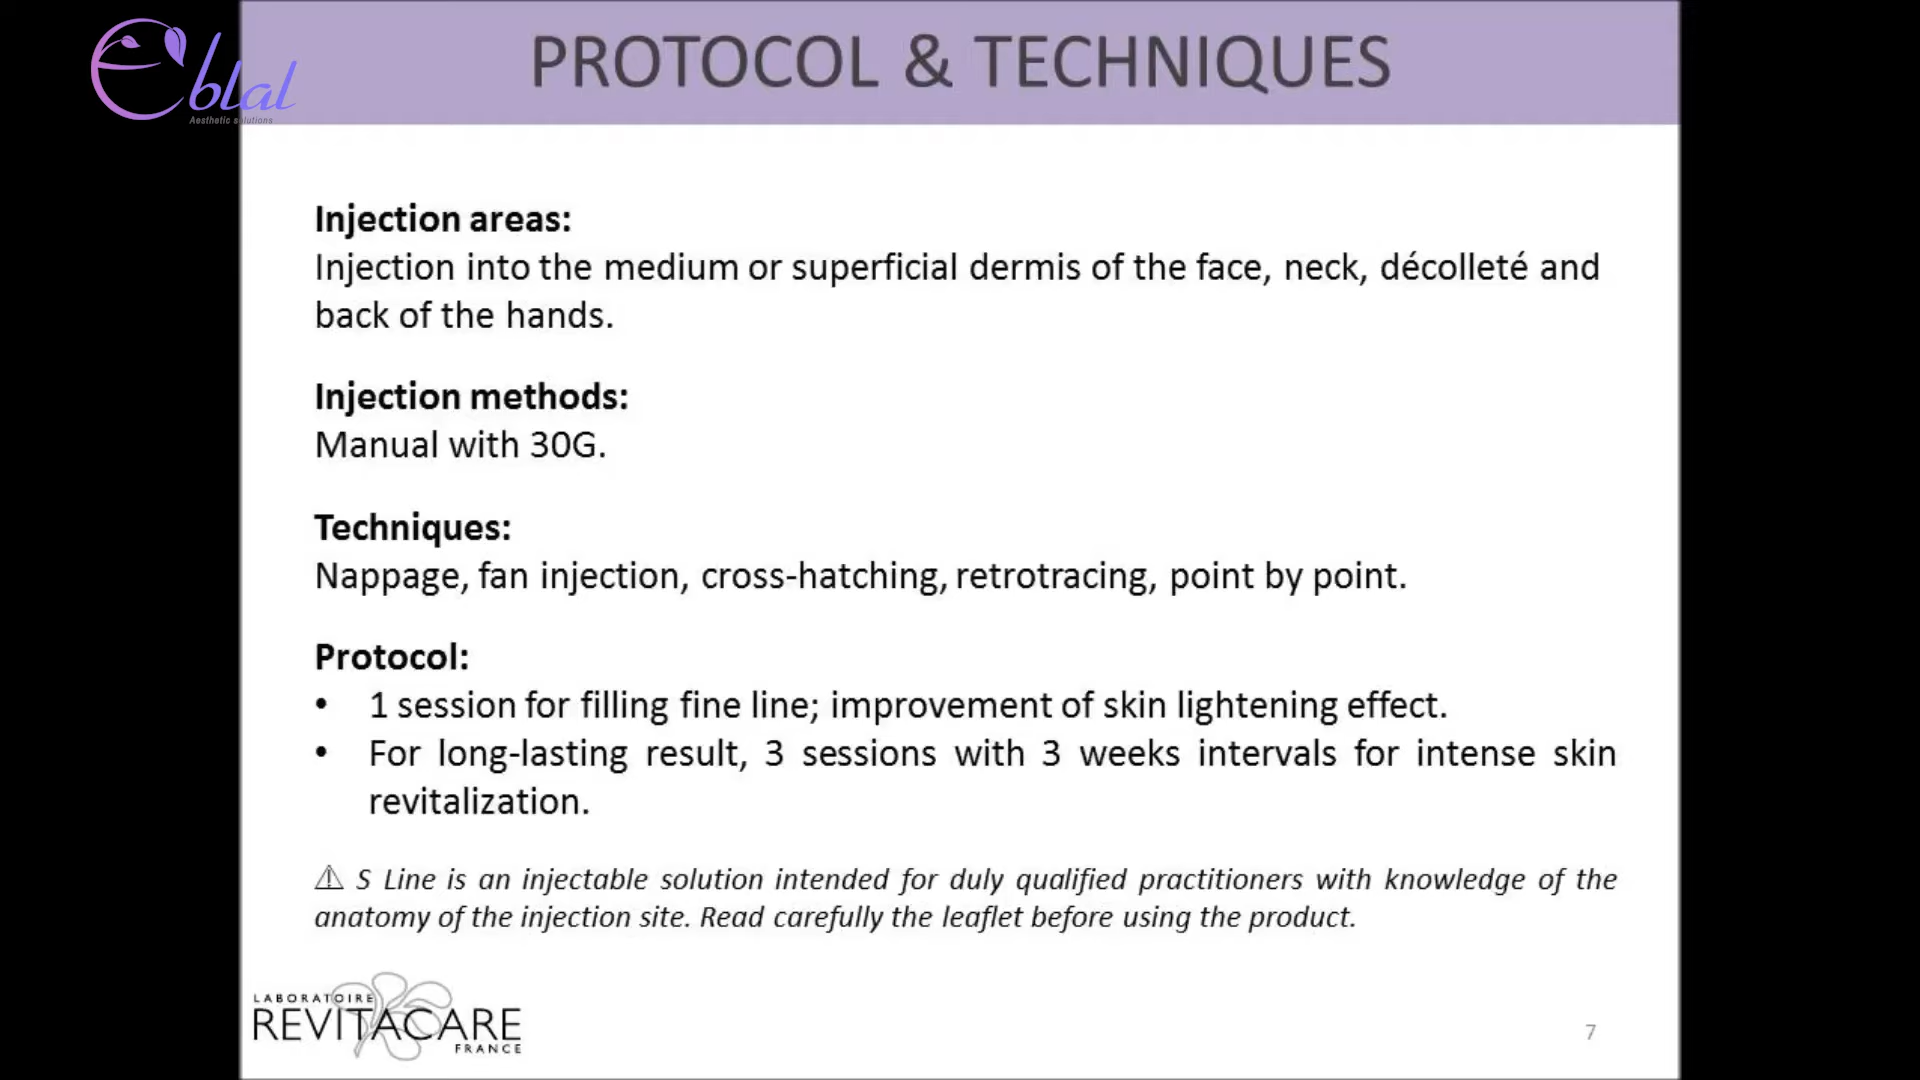 E'blal
Aesthetic solutions
PROTOCOL & TECHNIQUES
Injection areas:
Injection into the medium or superficial dermis of the face, neck, décolleté and
back of the hands.
Injection methods:
Manual with 30G.
Techniques:
Nappage, fan injection, cross-hatching, retrotracing, point by point.
Protocol:
• 1 session for filling fine line; improvement of skin lightening effect.
• For long-lasting result, 3 sessions with 3 weeks intervals for intense skin
revitalization.
⚠ S Line is an injectable solution intended for duly qualified practitioners with knowledge of the
anatomy of the injection site. Read carefully the leaflet before using the product.
LABORATOIRE
REVITACARE
FRANCE
7